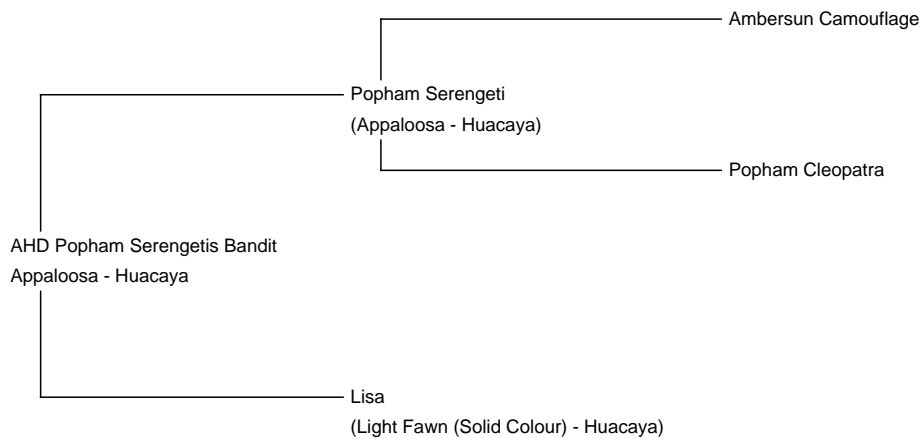 Ambersun Camouflage
Popham Serengeti
(Appaloosa - Huacaya)
Popham Cleopatra
AHD Popham Serengetis Bandit
Appaloosa - Huacaya
Lisa
(Light Fawn (Solid Colour) - Huacaya)